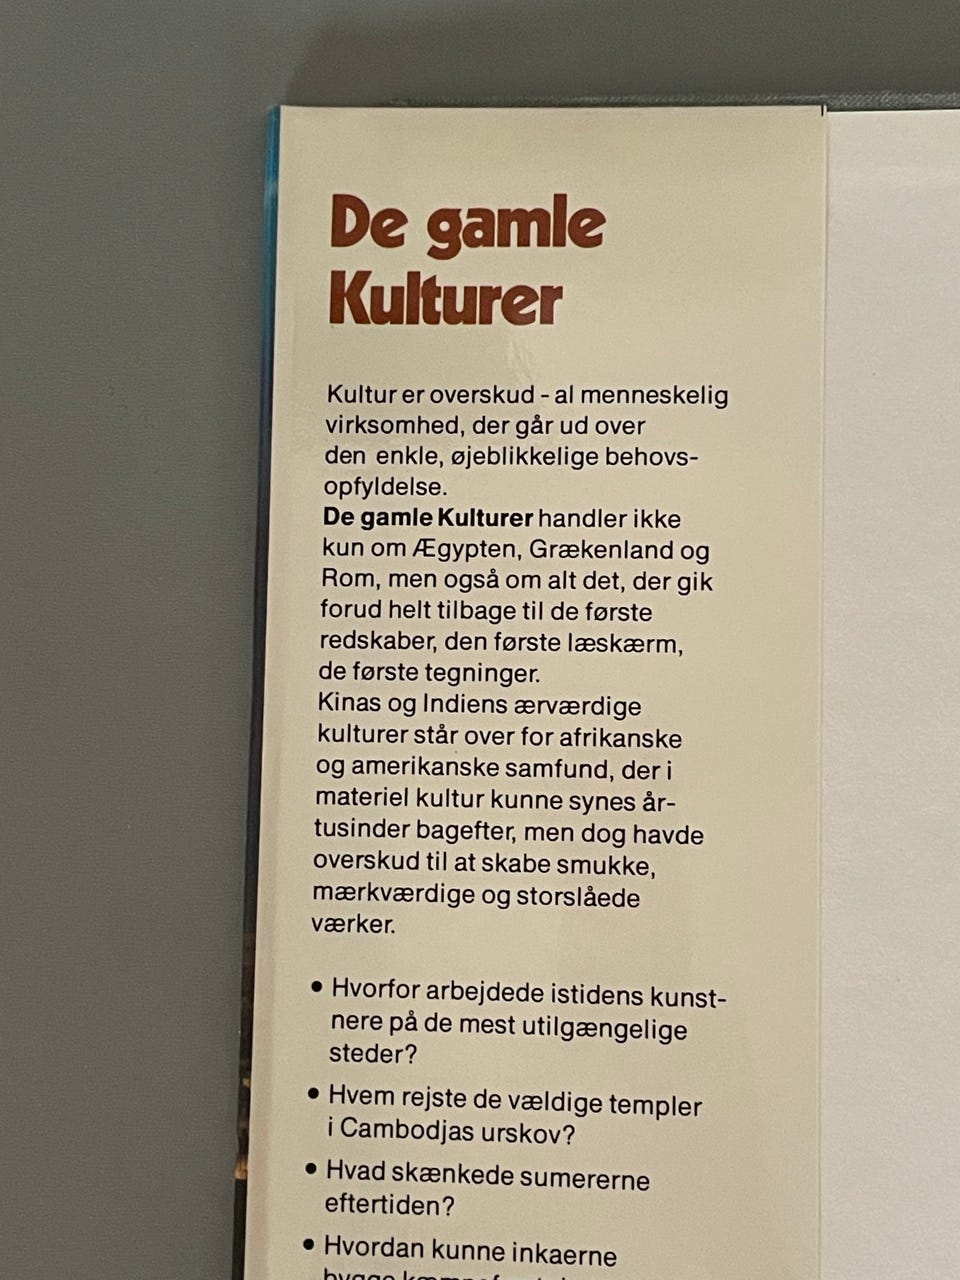 De gamle
Kulturer
Kultur er overskud - al menneskelig
virksomhed, der går ud over
den enkle, øjeblikkelige behovs-
opfyldelse.
De gamle Kulturer handler ikke
kun om Ægypten, Grækenland og
Rom, men også om alt det, der gik
forud helt tilbage til de første
redskaber, den første læskærm,
de første tegninger.
Kinas og Indiens ærværdige
kulturer står over for afrikanske
og amerikanske samfund, der i
materiel kultur kunne synes år-
tusinder bagefter, men dog havde
overskud til at skabe smukke,
mærkværdige og storslåede
værker.
• Hvorfor arbejdede istidens kunst-
nere på de mest utilgængelige
steder?
• Hvem rejste de vældige templer
i Cambodjas urskov?
• Hvad skænkede sumererne
eftertiden?
• Hvordan kunne inkaerne
bygge